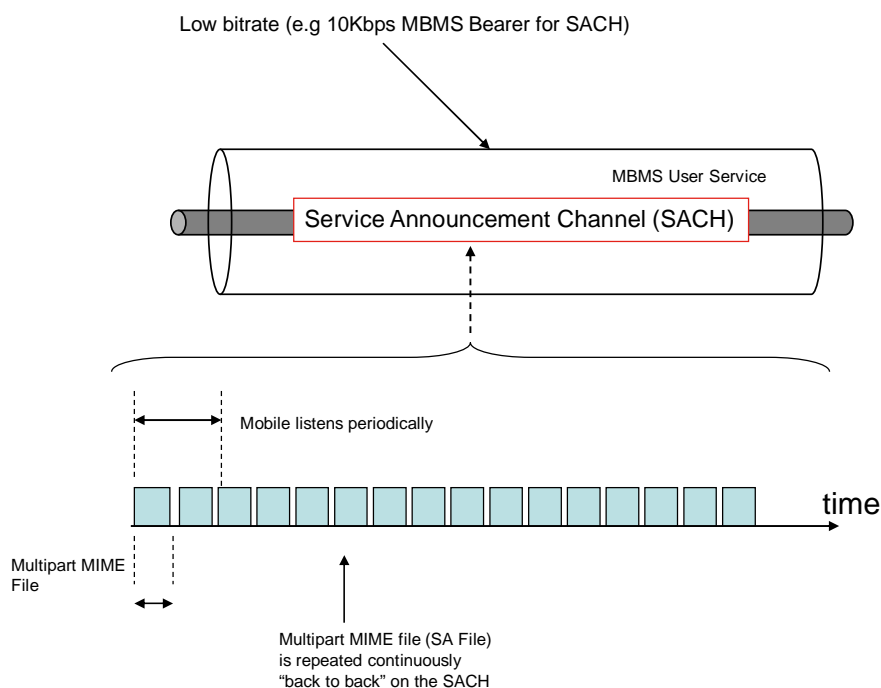 Low bitrate (e.g 10Kbps MBMS Bearer for SACH)
MBMS User Service
Service Announcement Channel (SACH)
Mobile listens periodically
time
Multipart MIME
File
Multipart MIME file (SA File)
is repeated continuously
“back to back” on the SACH